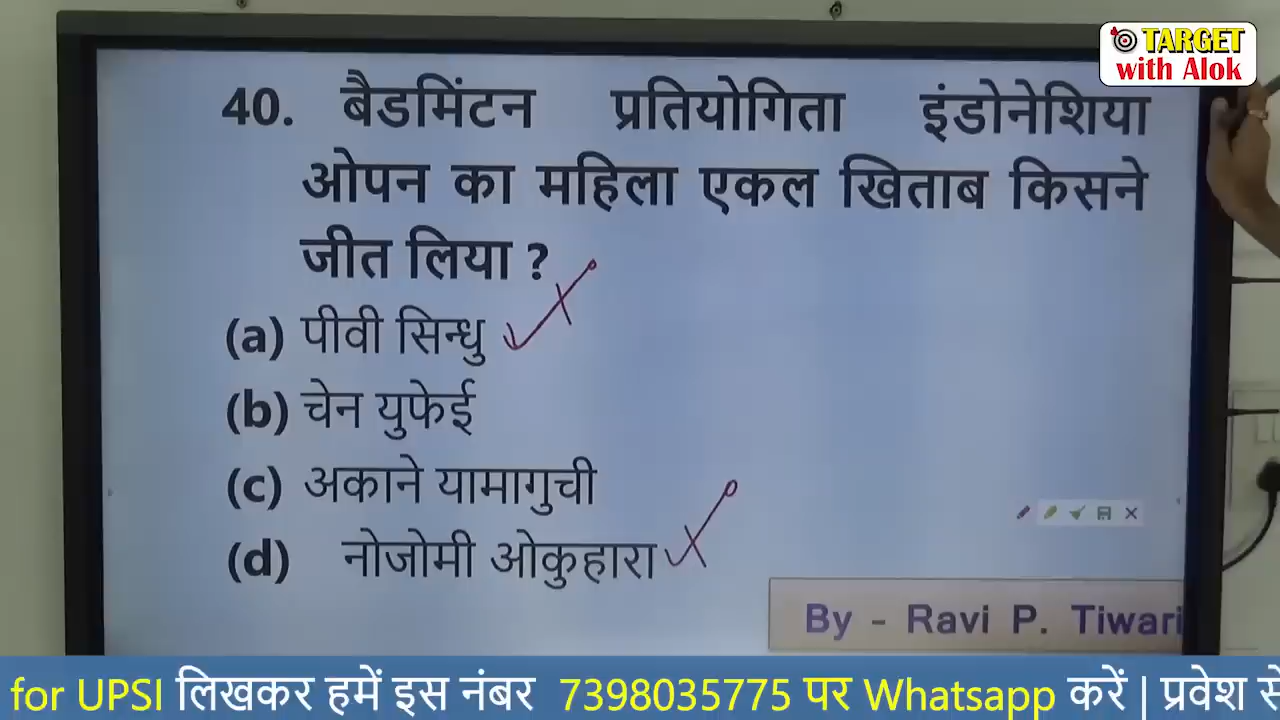 TARGET
with Alok
40. बैडमिंटन प्रतियोगिता इंडोनेशिया
ओपन का महिला एकल खिताब किसने
जीत लिया ?
(a) पीवी सिन्धु
(b) चेन युफेई
(c) अकाने यामागुची
(d) नोजोमी ओकुहारा
By - Ravi P. Tiwari
for UPSI लिखकर हमें इस नंबर 7398035775 पर Whatsapp करें | प्रवेश से